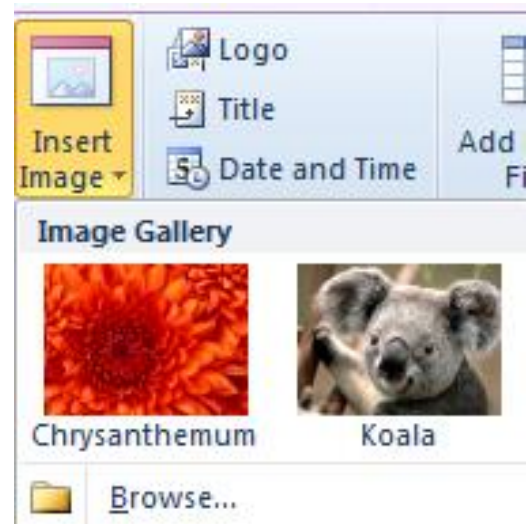 Logo
Title
Date and Time
Insert
Image
Add
Image Gallery
Chrysanthemum
Koala
Browse...